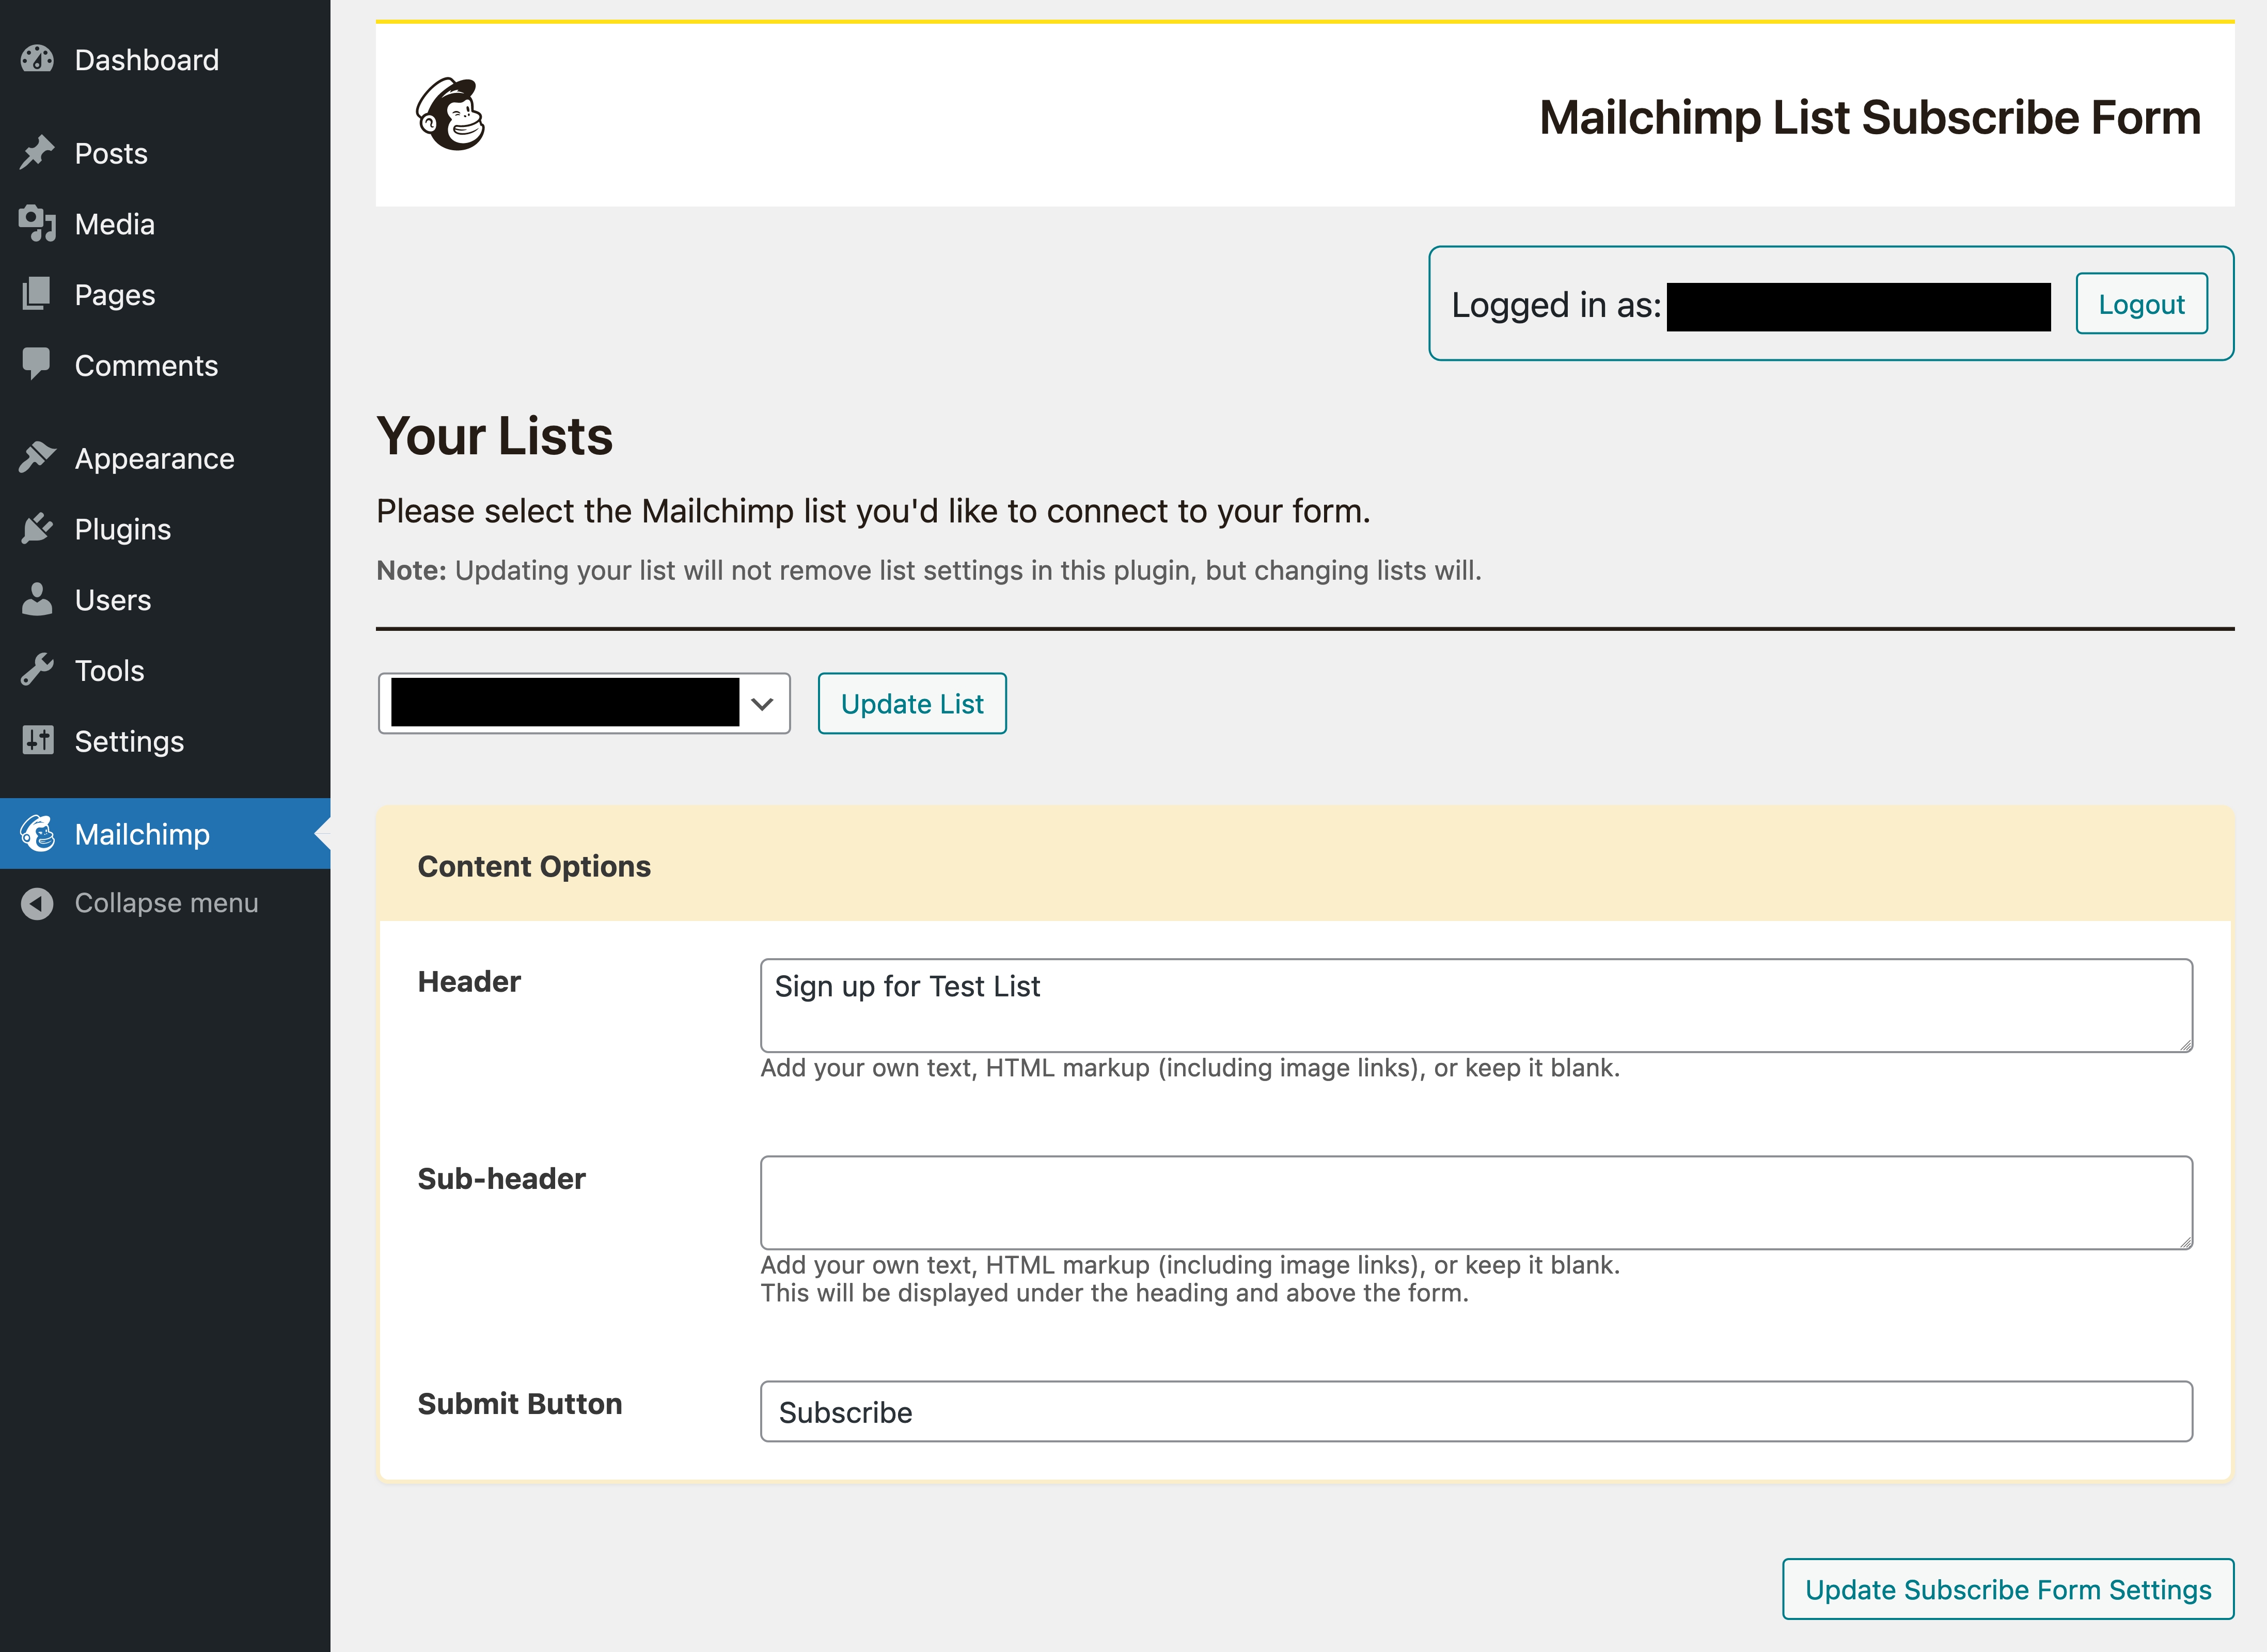 Dashboard
Posts
Media
Pages
Comments
Appearance
Plugins
Users
Tools
Settings
Mailchimp
Collapse menu
Mailchimp List Subscribe Form
Logged in as:
Logout
Your Lists
Please select the Mailchimp list you'd like to connect to your form.
Note: Updating your list will not remove list settings in this plugin, but changing lists will.
Update List
Content Options
Header
Sign up for Test List
Add your own text, HTML markup (including image links), or keep it blank.
Sub-header
Add your own text, HTML markup (including image links), or keep it blank.
This will be displayed under the heading and above the form.
Submit Button
Subscribe
Update Subscribe Form Settings